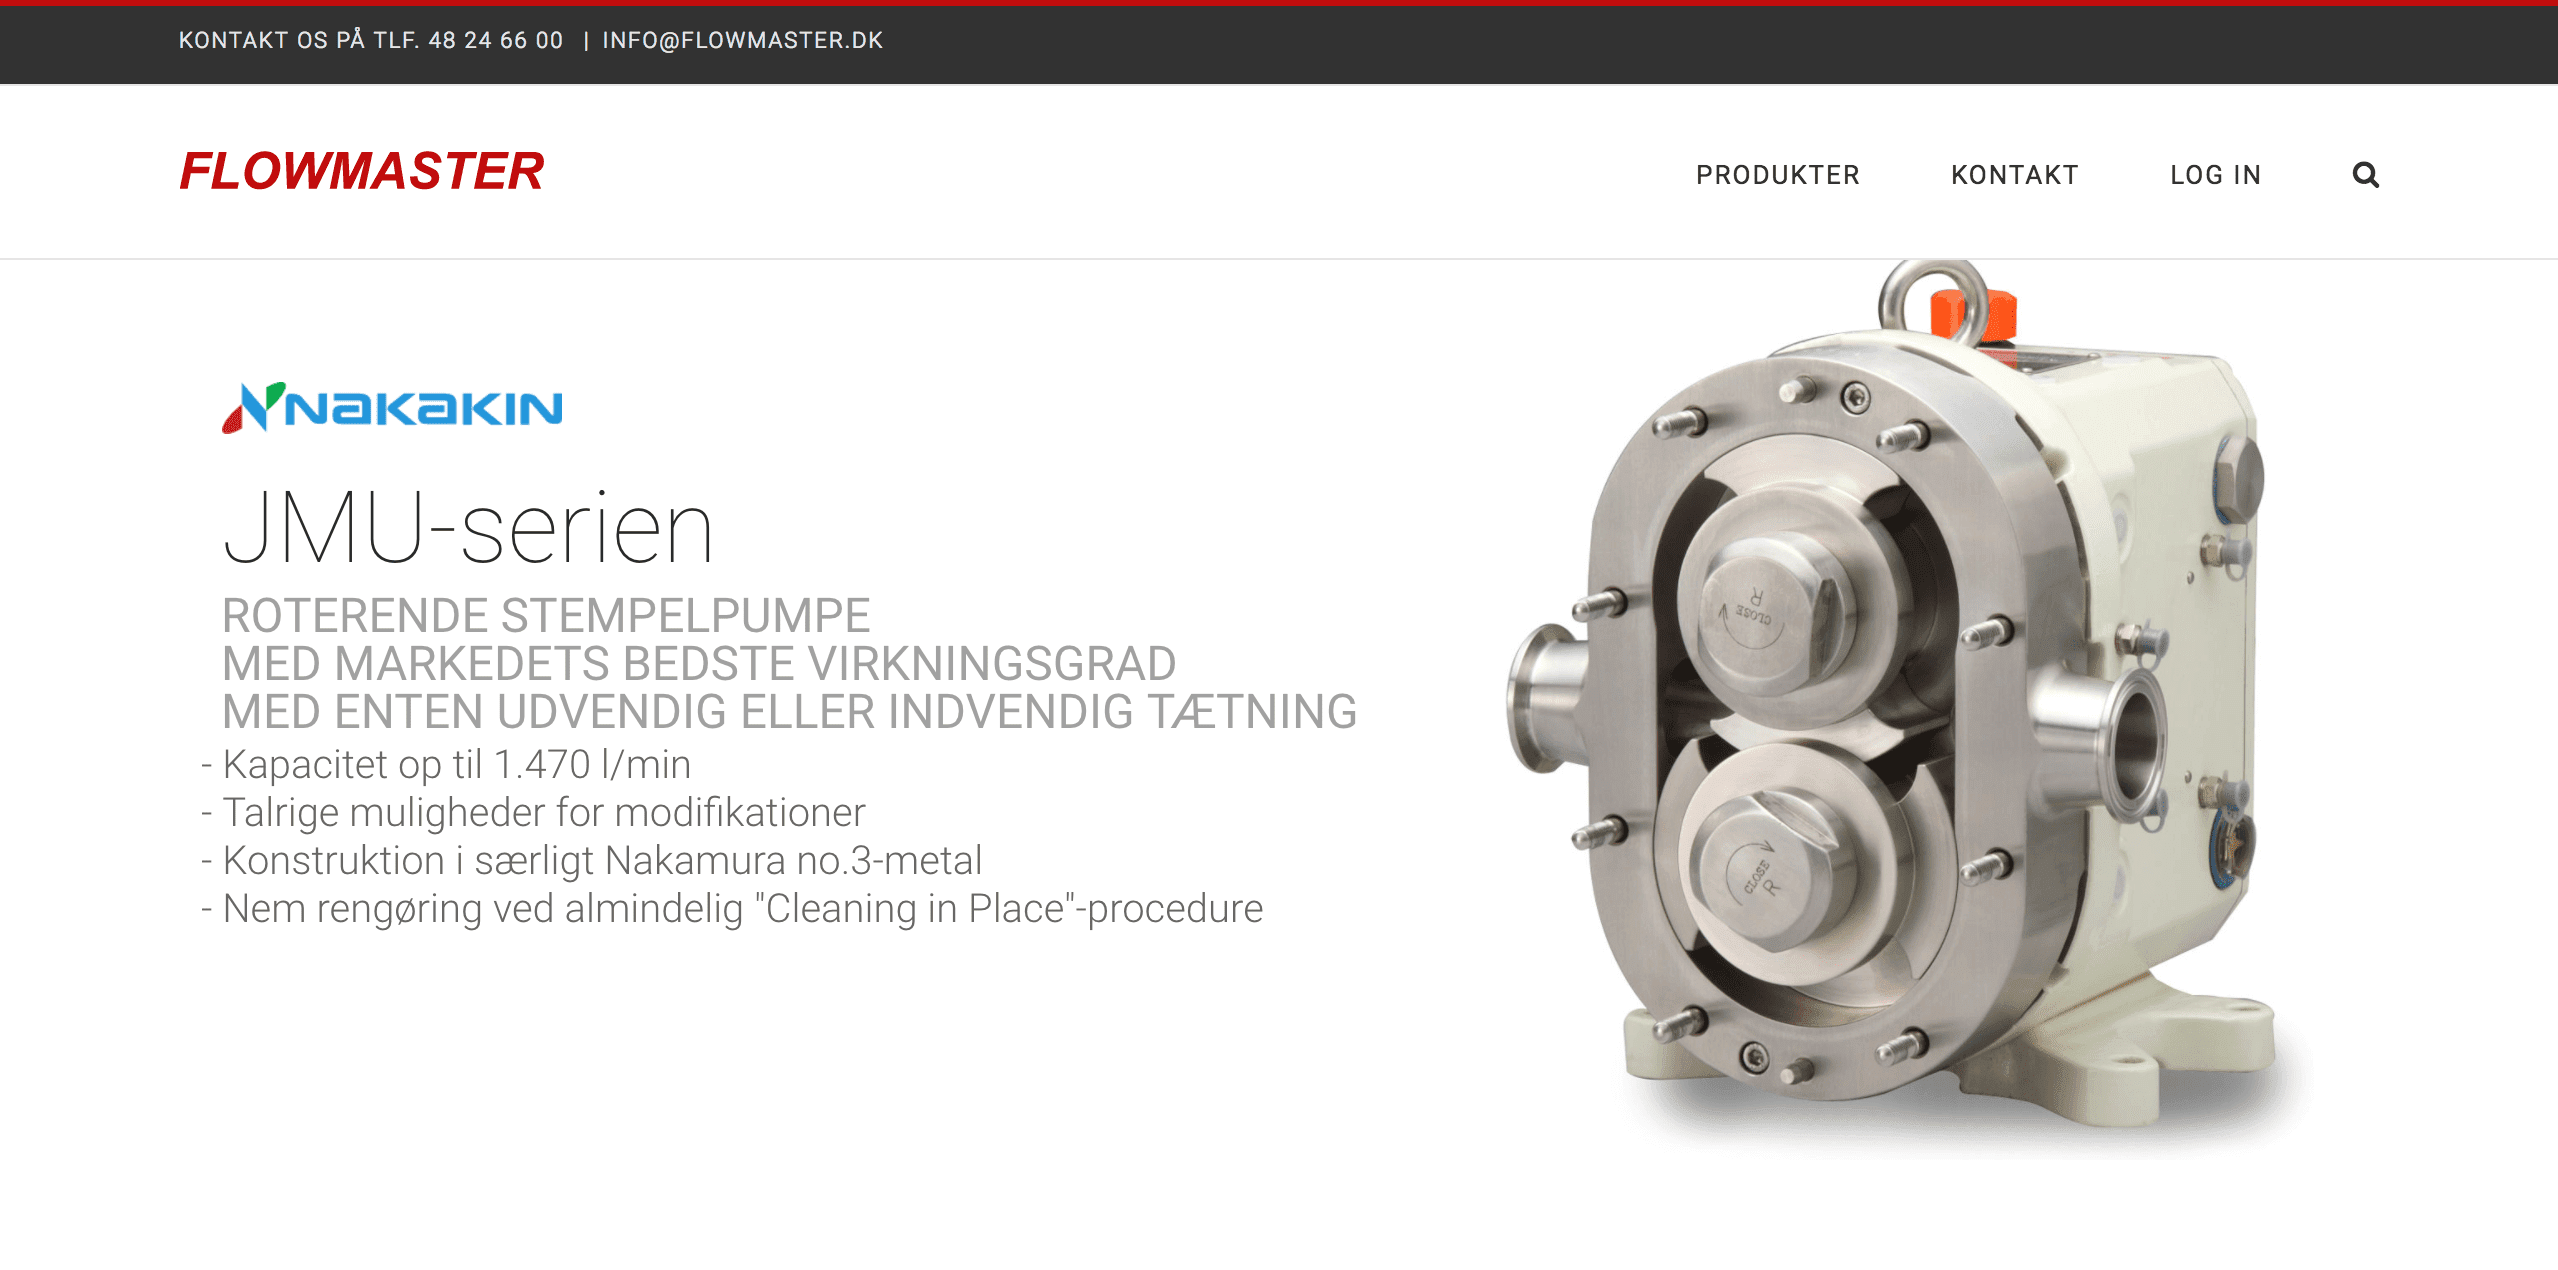 KONTAKT OS PÅ TLF. 48 24 66 00 | INFO@FLOWMASTER.DK
FLOWMASTER
PRODUKTER KONTAKT LOG IN
NAKAKIN
JMU-serien
ROTERENDE STEMPELPUMPE
MED MARKEDETS BEDSTE VIRKNINGSGRAD
MED ENTEN UDVENDIG ELLER INDVENDIG TÆTNING
- Kapacitet op til 1.470 l/min
- Talrige muligheder for modifikationer
- Konstruktion i særligt Nakamura no.3-metal
- Nem rengøring ved almindelig "Cleaning in Place"-procedure
CLOSE
R
CLOSE
R